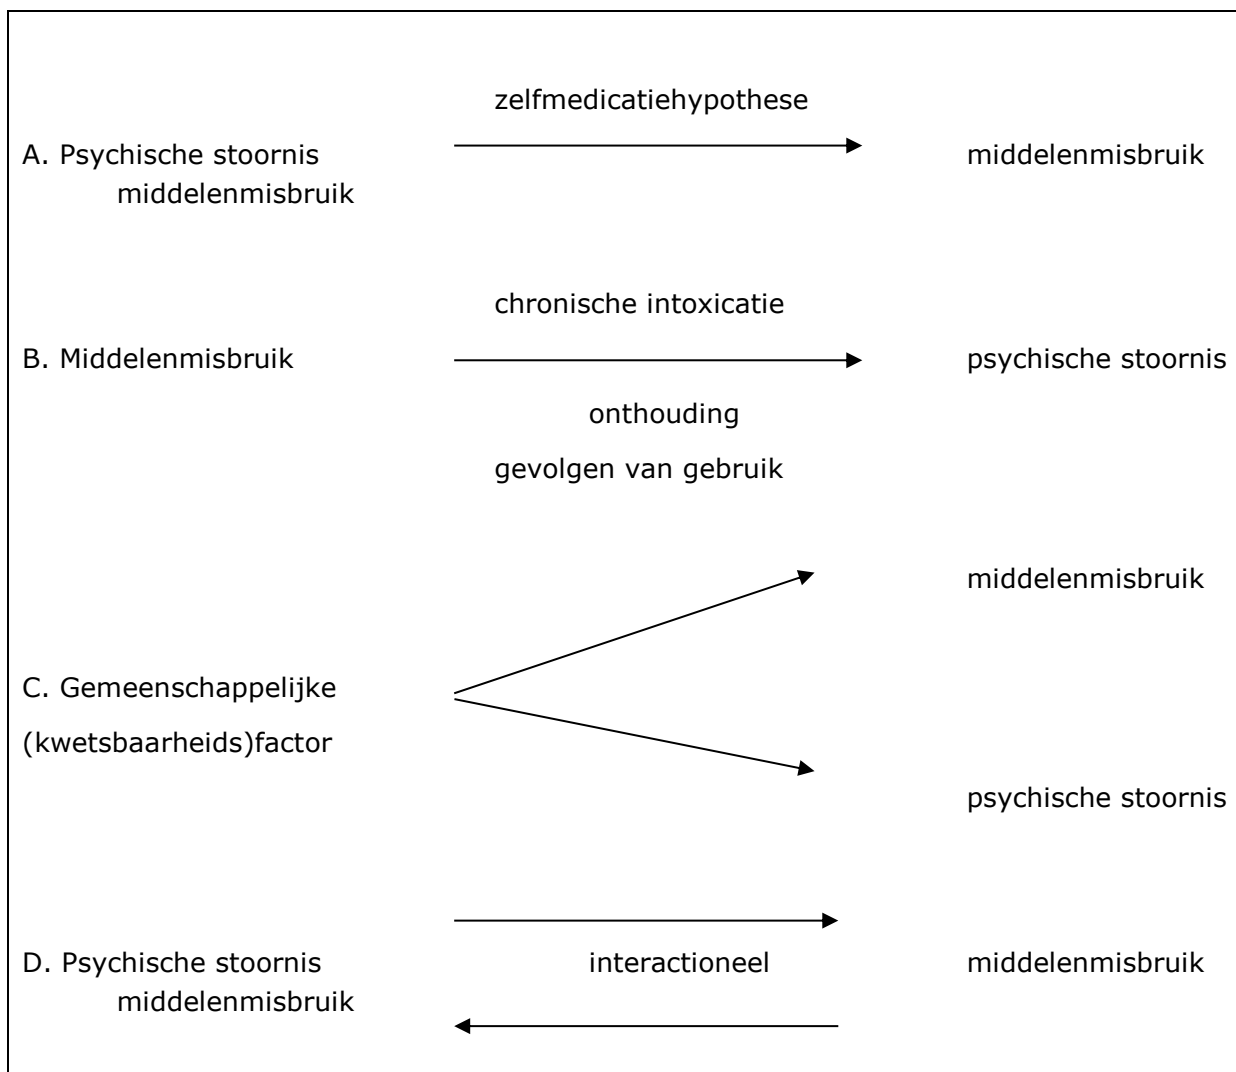 zelfmedicatiehypothese
A. Psychische stoornis middelenmisbruik
middelenmisbruik
chronische intoxicatie
B. Middelenmisbruik psychische stoornis
onthouding
gevolgen van gebruik
middelenmisbruik
C. Gemeenschappelijke
(kwetsbaarheids)factor
psychische stoornis
D. Psychische stoornis interactioneel middelenmisbruik
middelenmisbruik